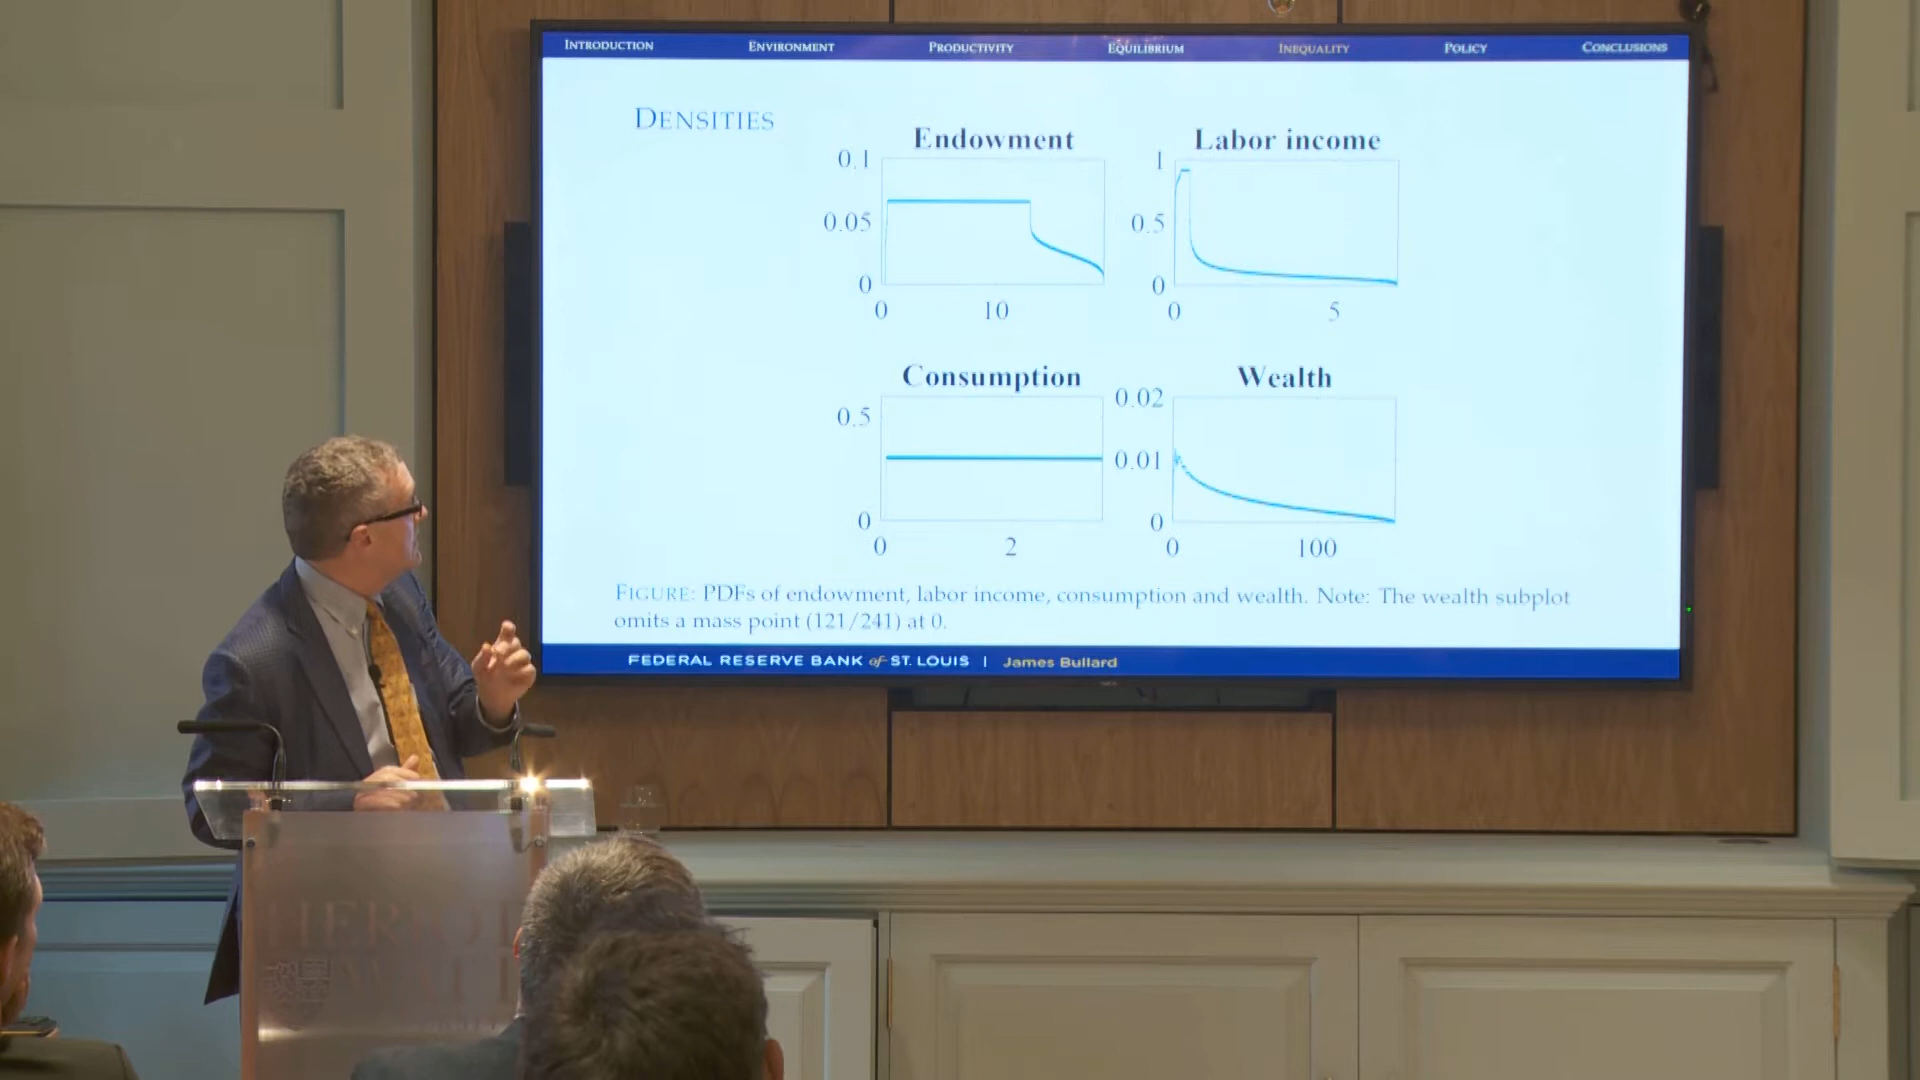 INTRODUCTION ENVIRONMENT PRODUCTIVITY EQUILIBRIUM INEQUALITY POLICY CONCLUSIONS
DENSITIES
Endowment
0.1
0.05
0
0 10
Labor income
1
0.5
0
0 5
Consumption
0.5
0
0 2
Wealth
0.02
0.01
0
0 100
FIGURE: PDFs of endowment, labor income, consumption and wealth. Note: The wealth subplot
omits a mass point (121/241) at 0.
FEDERAL RESERVE BANK of ST. LOUIS | James Bullard